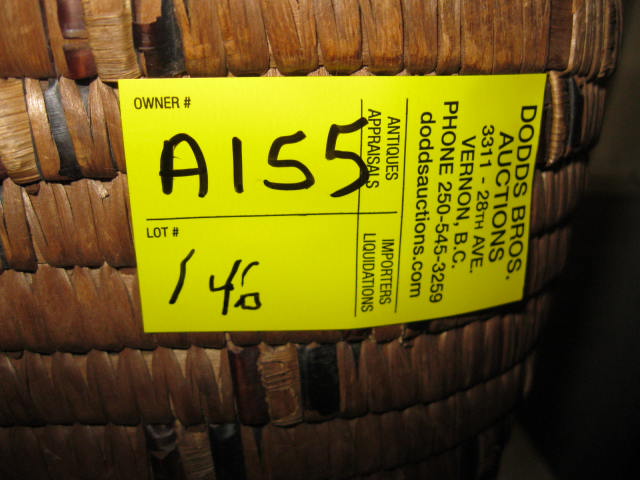 OWNER #
A155
LOT #
ANTIQUES
APPRAISALS
IMPORTERS
LIQUIDATIONS
DODDS BROS.
AUCTIONS
3311 - 28TH AVE.
VERNON, B.C.
PHONE 250-545-3259
doddsauctions.com